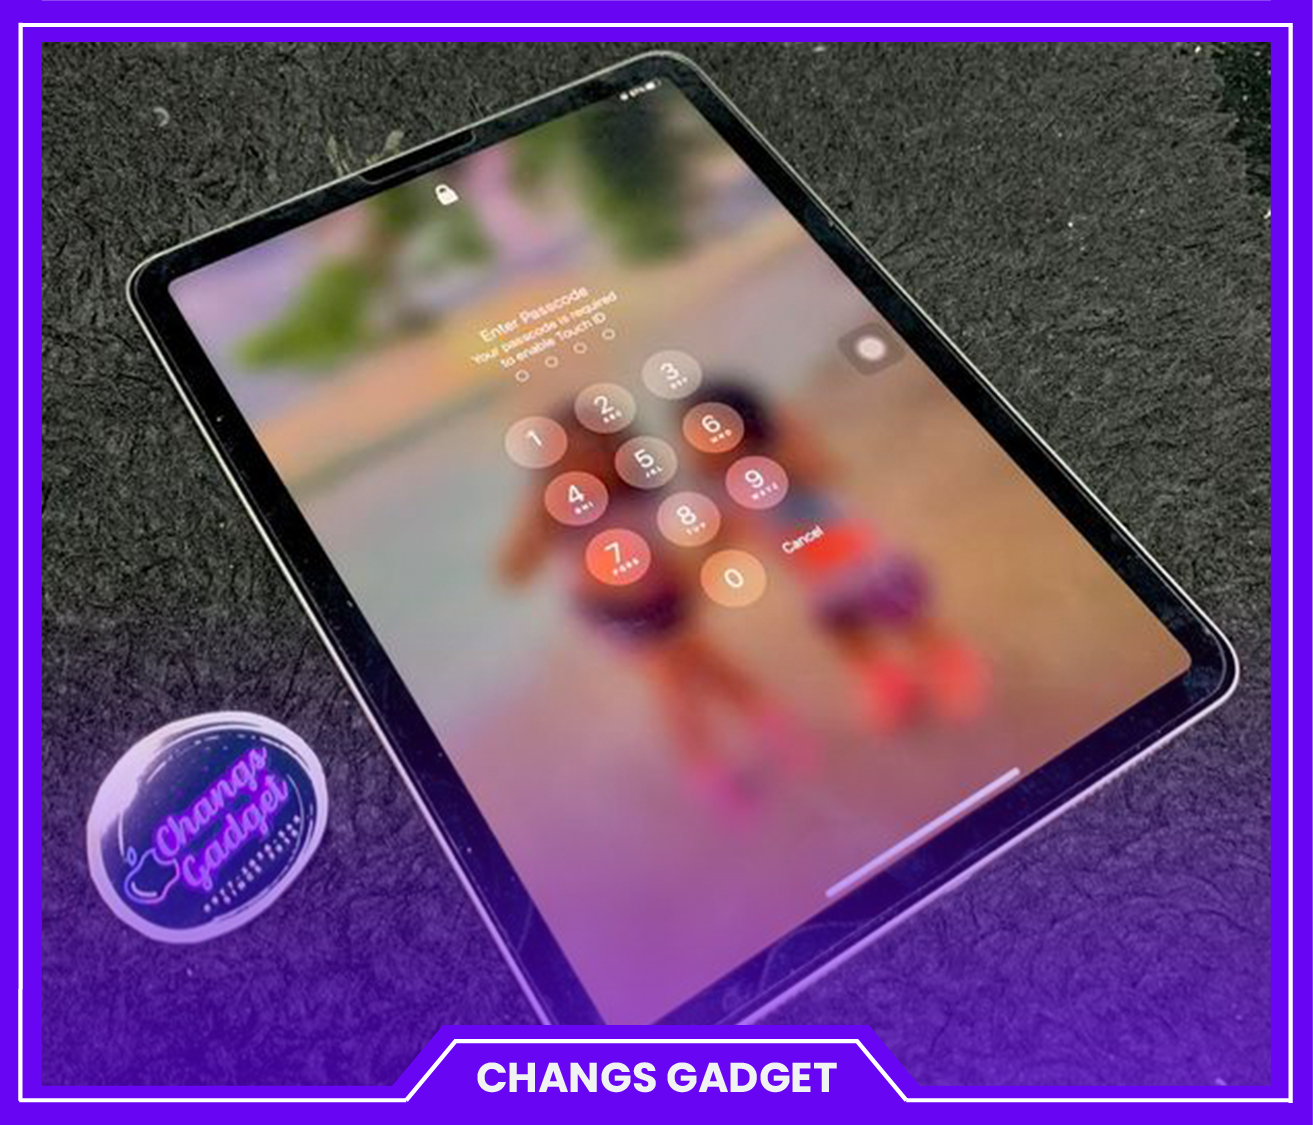 Enter Passcode
Your passcode is required
to enable Touch ID
1
2
ABC
3
DEF
4
GHI
5
JKL
6
MNO
7
PQRS
8
TUV
9
WXYZ
0
Cancel
Changs
Gadget
CHANGS GADGET